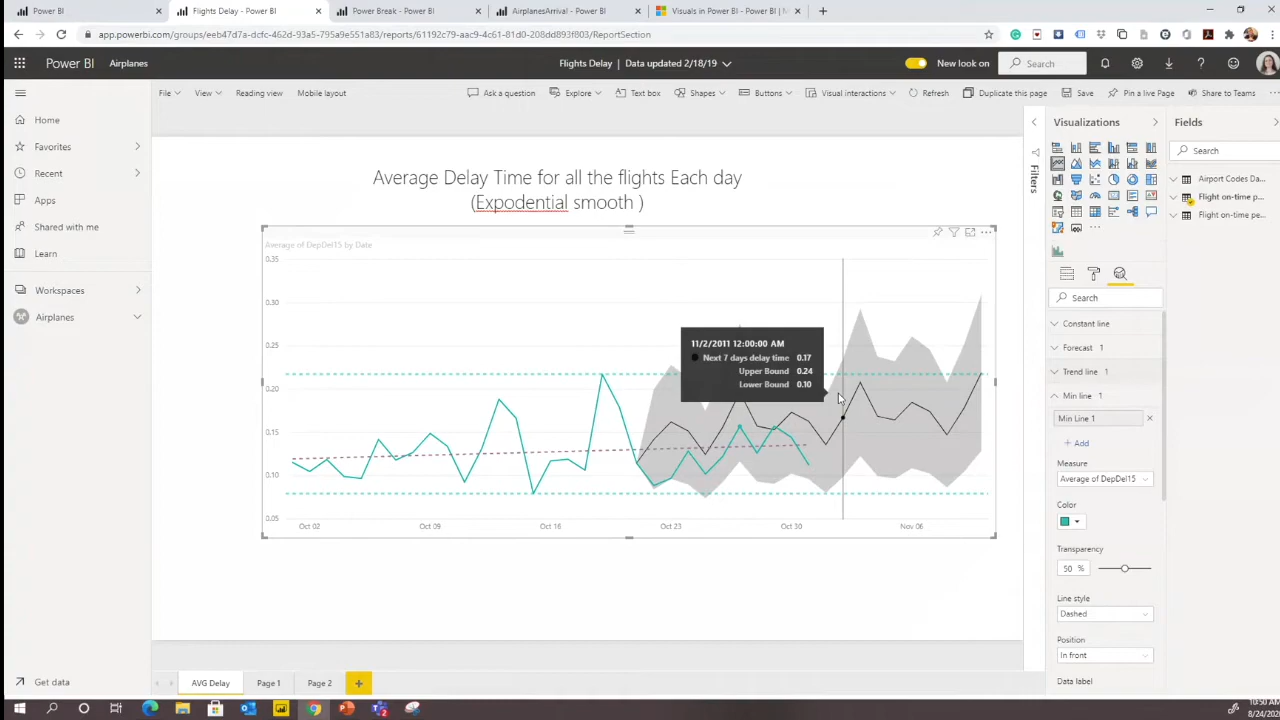 Power BI
Flights Delay - Power BI
Power Break - Power BI
AirplanesArrival - Power BI
Visuals in Power BI - Power BI | M
app.powerbi.com/groups/eeb47d7a-dcfc-462d-93a5-795a9e551a83/reports/61192c79-aac9-4c61-81d0-208dd893f803/ReportSection
Power BI Airplanes
Flights Delay | Data updated 2/18/19
New look on
Search
File View Reading view Mobile layout
Ask a question Explore Text box Shapes Buttons Visual interactions Refresh Duplicate this page Save Pin a live Page Share to Teams
Home
Favorites
Recent
Apps
Shared with me
Learn
Workspaces
Airplanes
Get data
Average Delay Time for all the flights Each day
(Expodential smooth )
Average of DepDel15 by Date
0.35
0.30
0.25
0.20
0.15
0.10
0.05
Oct 02 Oct 09 Oct 16 Oct 23 Oct 30 Nov 06
11/2/2011 12:00:00 AM
Next 7 days delay time 0.17
Upper Bound 0.24
Lower Bound 0.10
AVG Delay Page 1 Page 2
Filters
Visualizations
Search
Constant line
Forecast 1
Trend line 1
Min line 1
Min Line 1
+ Add
Measure
Average of DepDel15
Color
Transparency
50 %
Line style
Dashed
Position
In front
Data label
Fields
Search
Airport Codes Da...
Flight on-time p...
Flight on-time pe...
10:50 AM